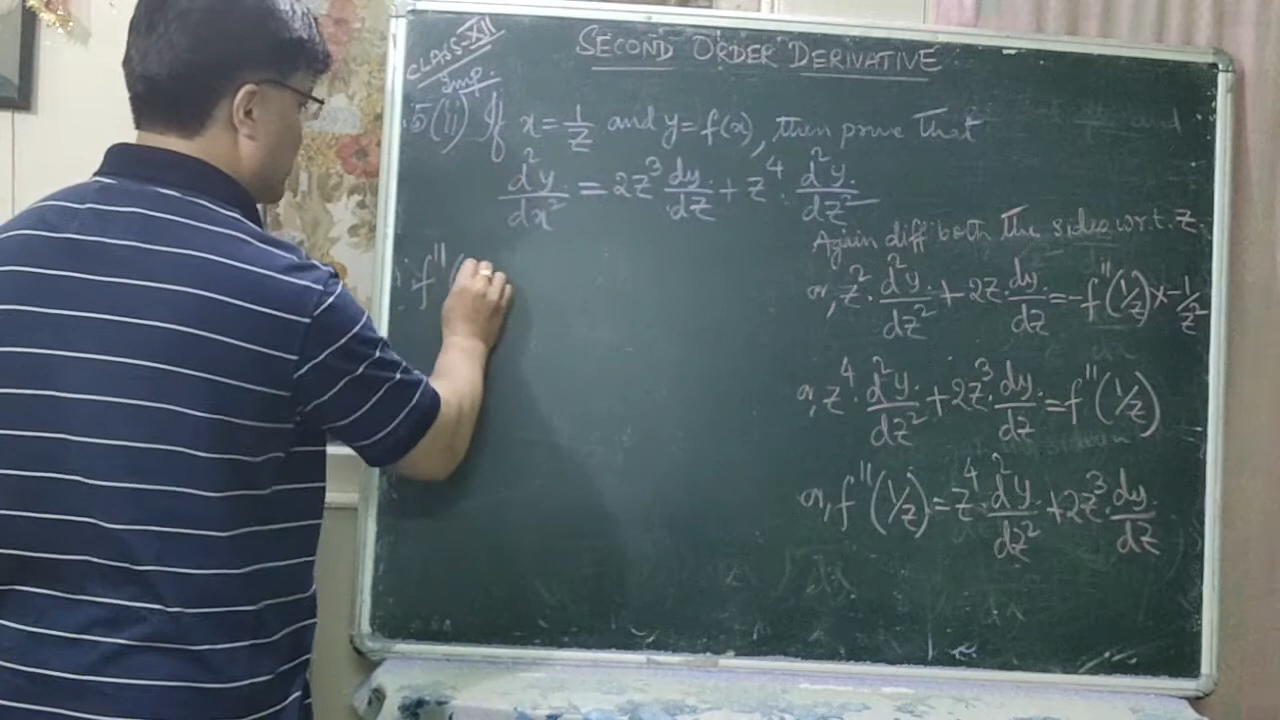 CLASS-XII
SECOND ORDER DERIVATIVE
Imp.
5(ii) If x = 1/z and y = f(x), then prove that
d²y/dx² = 2z³ dy/dz + z⁴ · d²y/dz²
Again diff both the sides w.r.t. z.
or, z² · d²y/dz² + 2z · dy/dz = -f''(1/z) × -1/z²
or, z⁴ · d²y/dz² + 2z³ · dy/dz = f''(1/z)
or, f''(1/z) = z⁴ · d²y/dz² + 2z³ · dy/dz
f''(